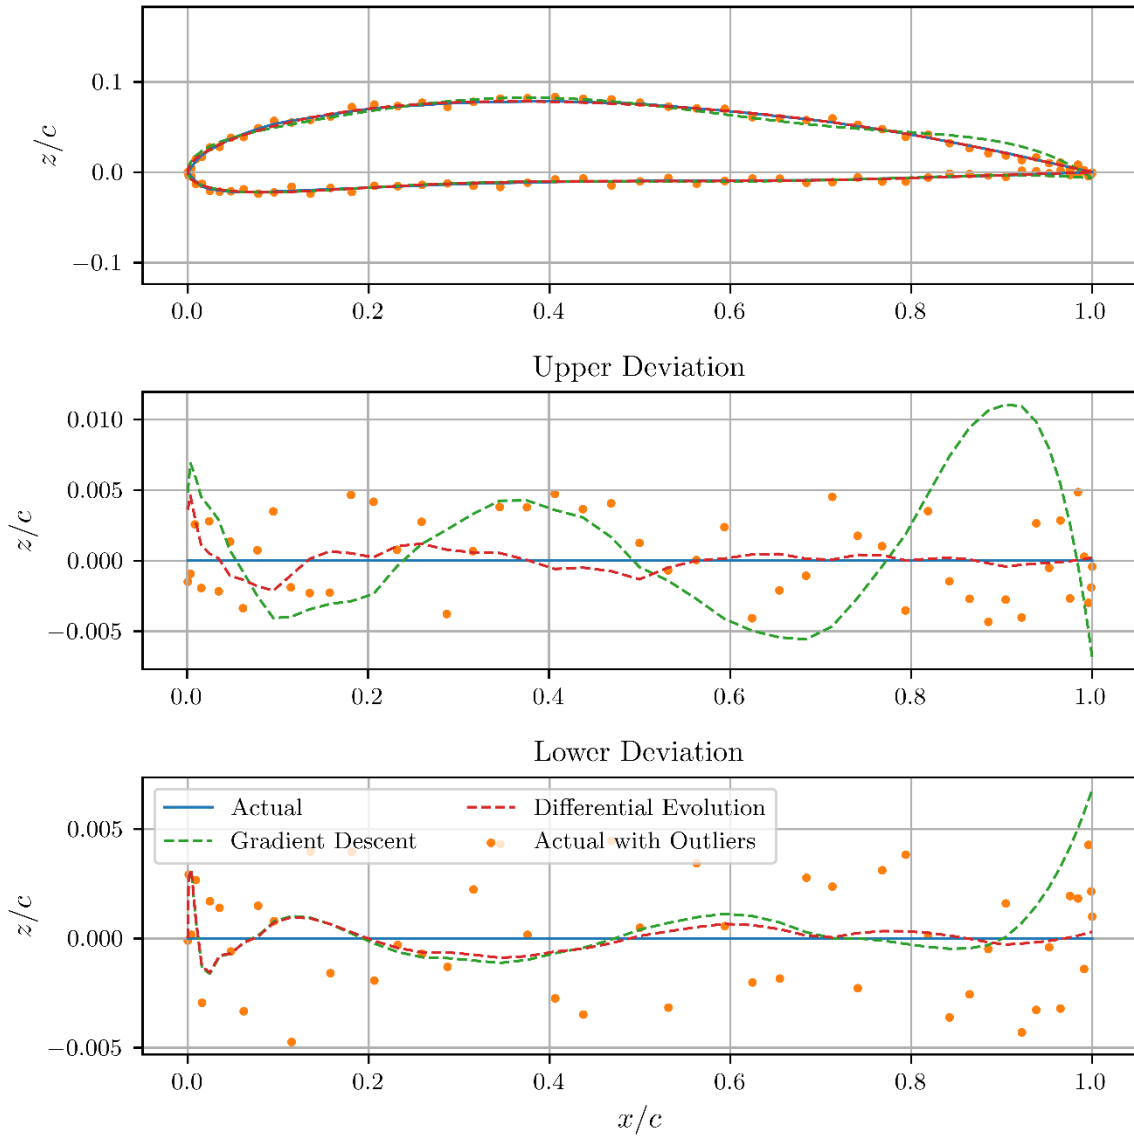 z/c
0.1
0.0
−0.1
0.0 0.2 0.4 0.6 0.8 1.0
Upper Deviation
z/c
0.010
0.005
0.000
−0.005
0.0 0.2 0.4 0.6 0.8 1.0
Lower Deviation
z/c
0.005
0.000
−0.005
Actual
Gradient Descent
Differential Evolution
Actual with Outliers
0.0 0.2 0.4 0.6 0.8 1.0
x/c